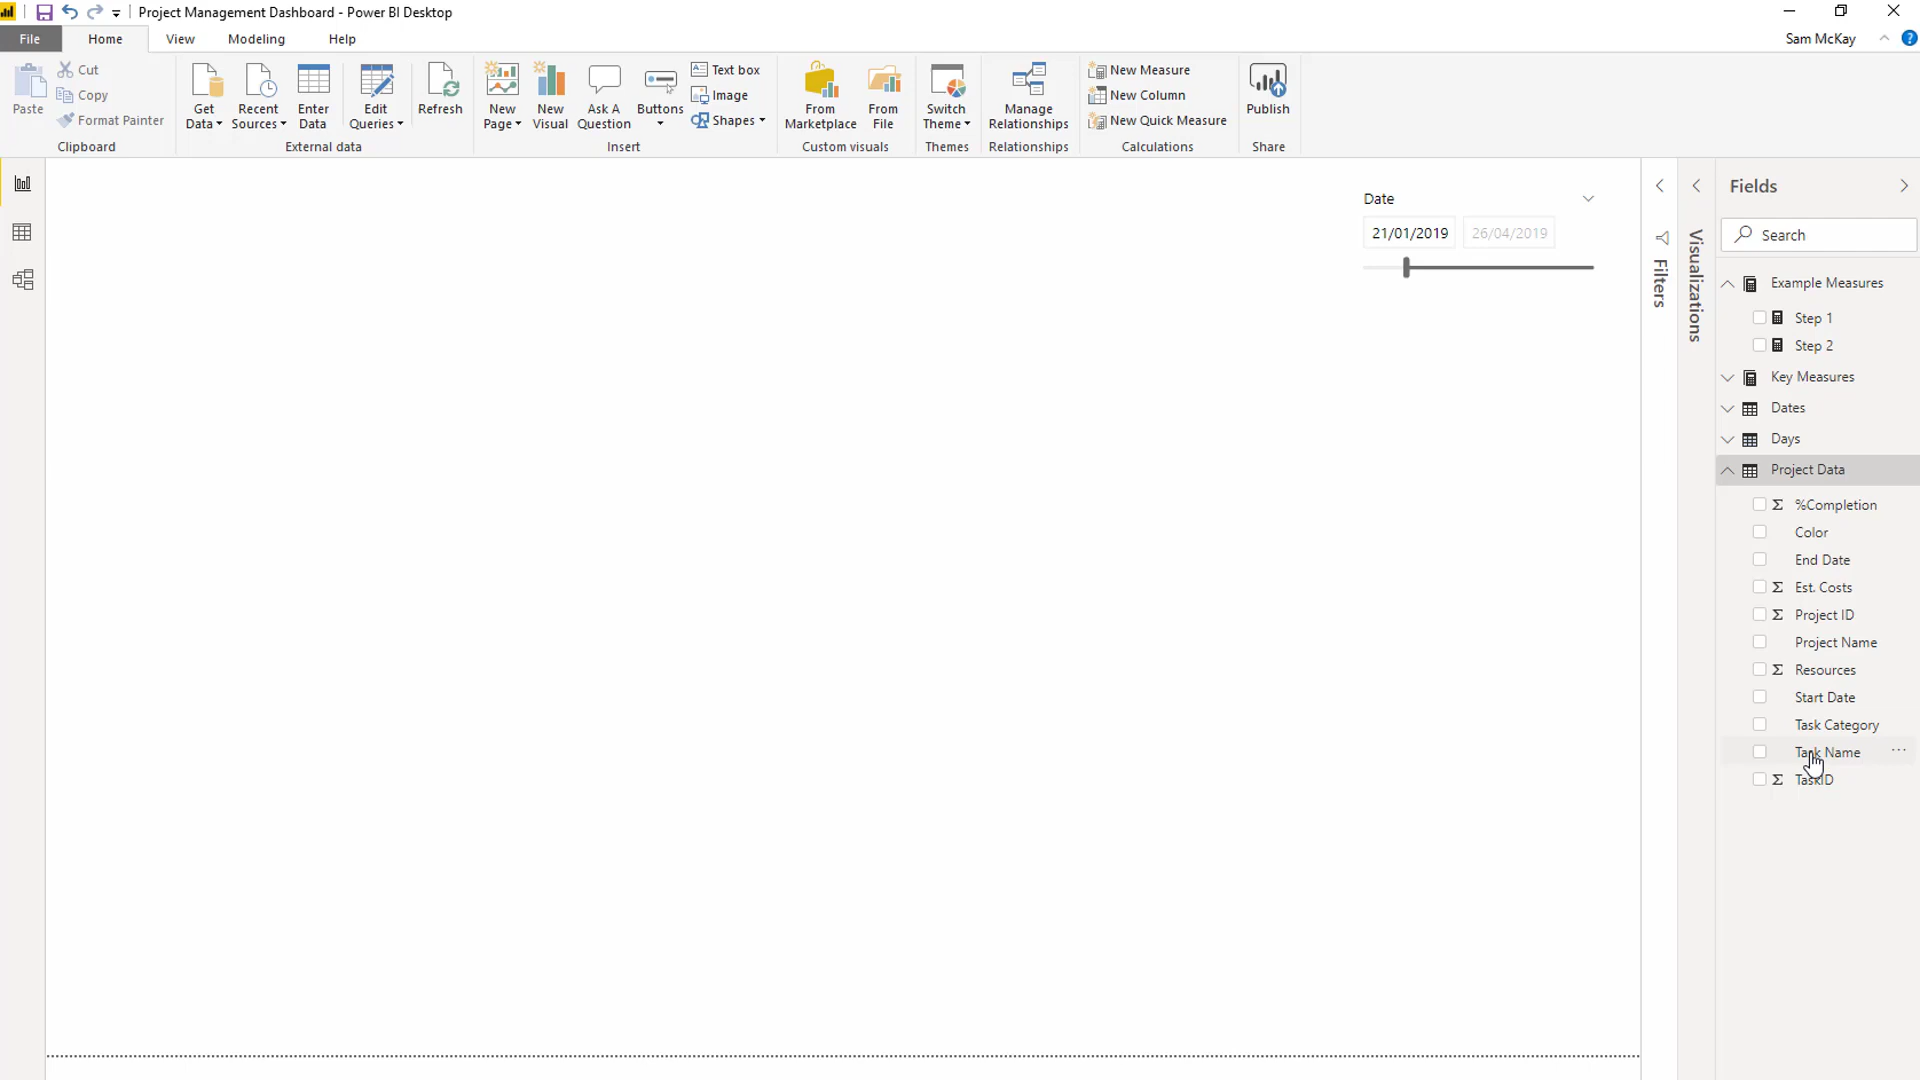 Project Management Dashboard - Power BI Desktop
File Home View Modeling Help Sam McKay ?
Paste
Cut
Copy
Format Painter
Clipboard
Get Data
Recent Sources
Enter Data
Edit Queries
Refresh
External data
New Page
New Visual
Ask A Question
Buttons
Text box
Image
Shapes
Insert
From Marketplace
From File
Custom visuals
Switch Theme
Themes
Manage Relationships
Relationships
New Measure
New Column
New Quick Measure
Calculations
Publish
Share
Date
21/01/2019 26/04/2019
Filters
Visualizations
Fields
Search
Example Measures
Step 1
Step 2
Key Measures
Dates
Days
Project Data
Σ %Completion
Color
End Date
Σ Est. Costs
Σ Project ID
Project Name
Σ Resources
Start Date
Task Category
Task Name ...
Σ TaskID